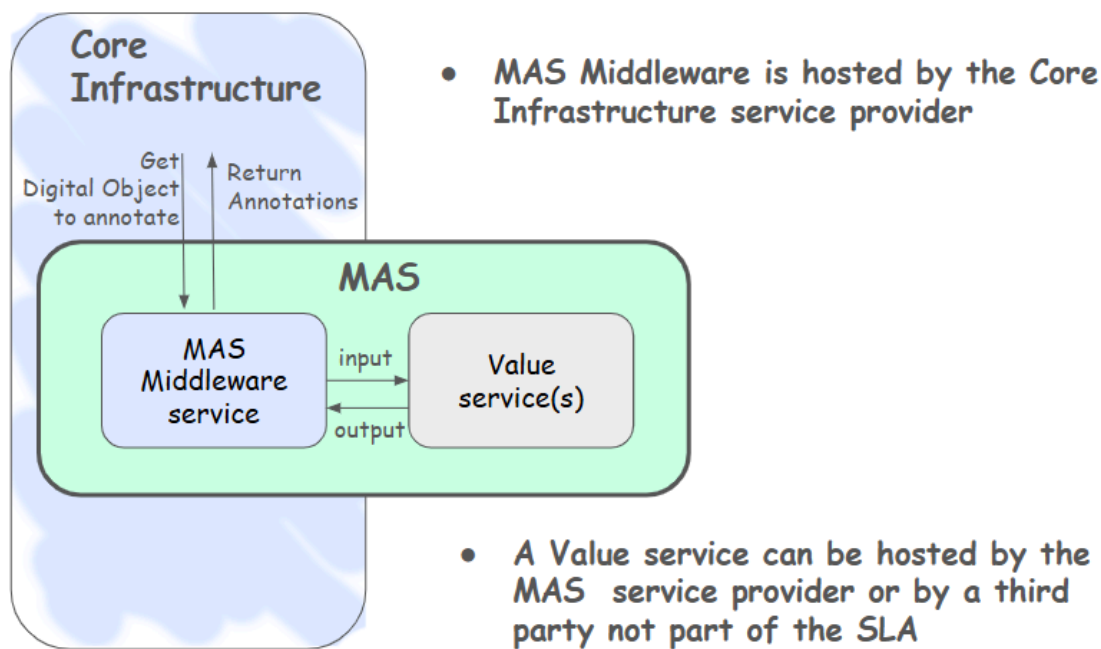 Core
Infrastructure
● MAS Middleware is hosted by the Core
Infrastructure service provider
Get
Digital Object
to annotate
Return
Annotations
MAS
MAS
Middleware
service
input
output
Value
service(s)
● A Value service can be hosted by the
MAS service provider or by a third
party not part of the SLA